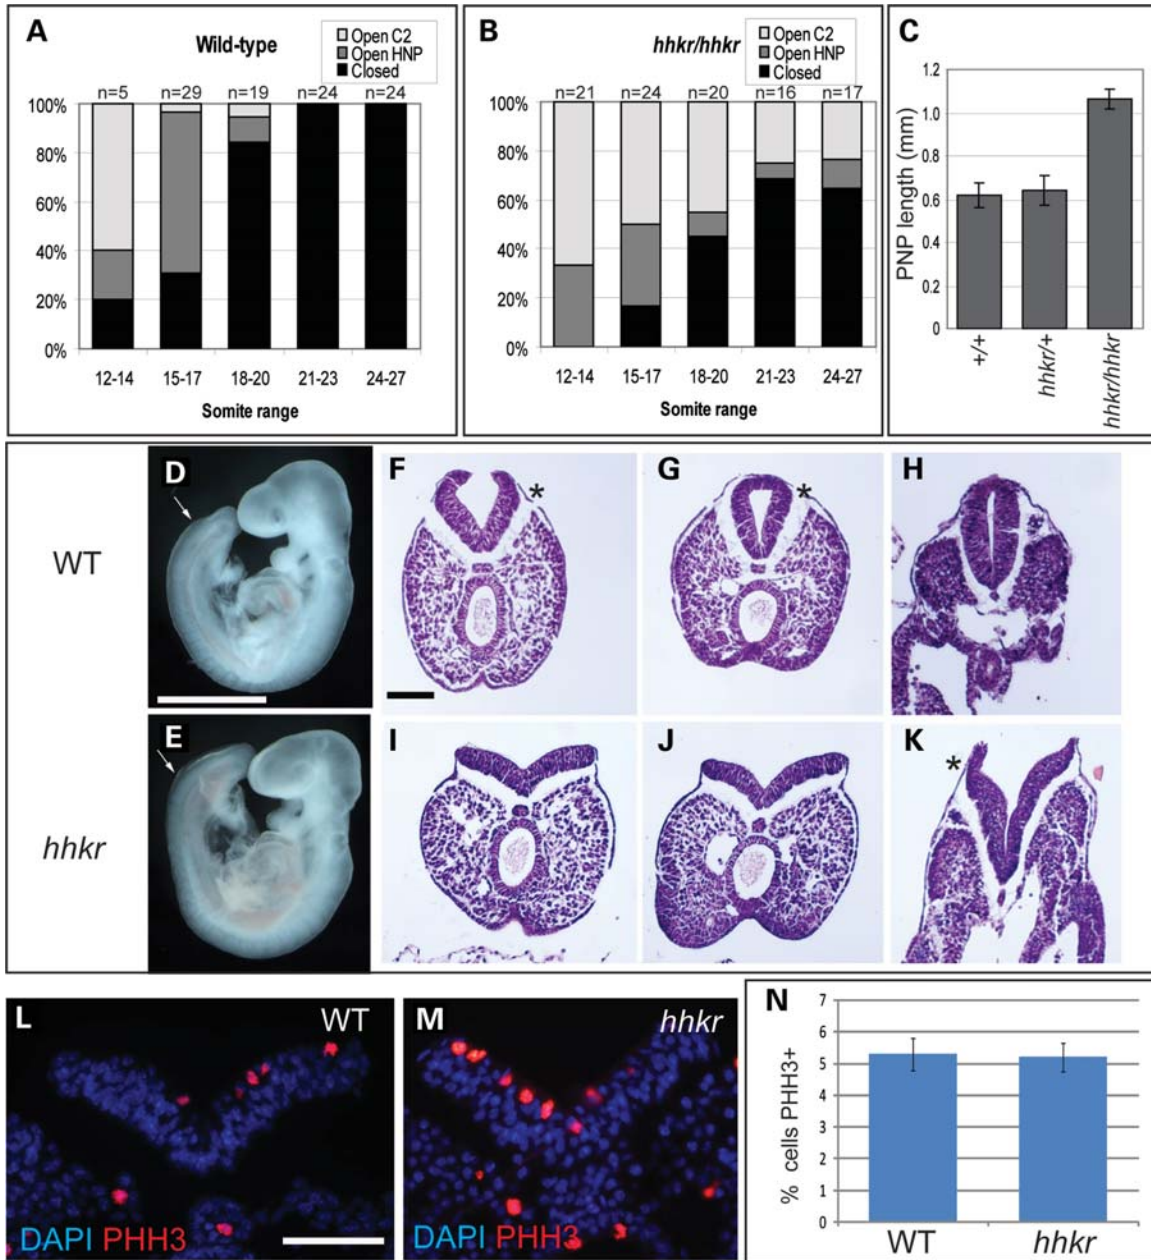 A
Wild-type
Open C2
Open HNP
Closed
n=5 n=29 n=19 n=24 n=24
100%
80%
60%
40%
20%
0%
12-14 15-17 18-20 21-23 24-27
Somite range
B
hhkr/hhkr
Open C2
Open HNP
Closed
n=21 n=24 n=20 n=16 n=17
100%
80%
60%
40%
20%
0%
12-14 15-17 18-20 21-23 24-27
Somite range
C
PNP length (mm)
1.2
1.0
0.8
0.6
0.4
1.2
0
+/+
hhkr/+
hhkr/hhkr
WT
D
F
*
G
*
H
hhkr
E
I
J
K
*
L
WT
DAPI PHH3
M
hhkr
DAPI PHH3
N
% cells PHH3+
7
6
5
4
3
2
1
0
WT
hhkr